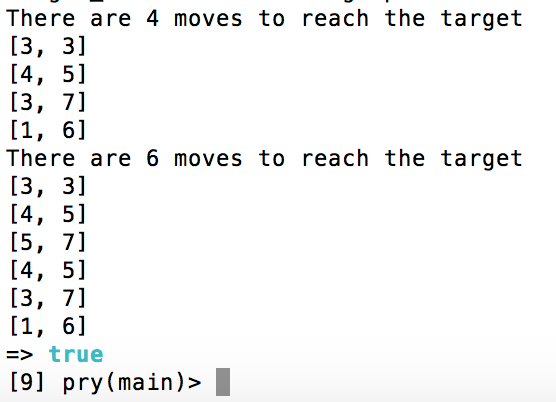 There are 4 moves to reach the target
[3, 3]
[4, 5]
[3, 7]
[1, 6]
There are 6 moves to reach the target
[3, 3]
[4, 5]
[5, 7]
[4, 5]
[3, 7]
[1, 6]
=> true
[9] pry(main)>